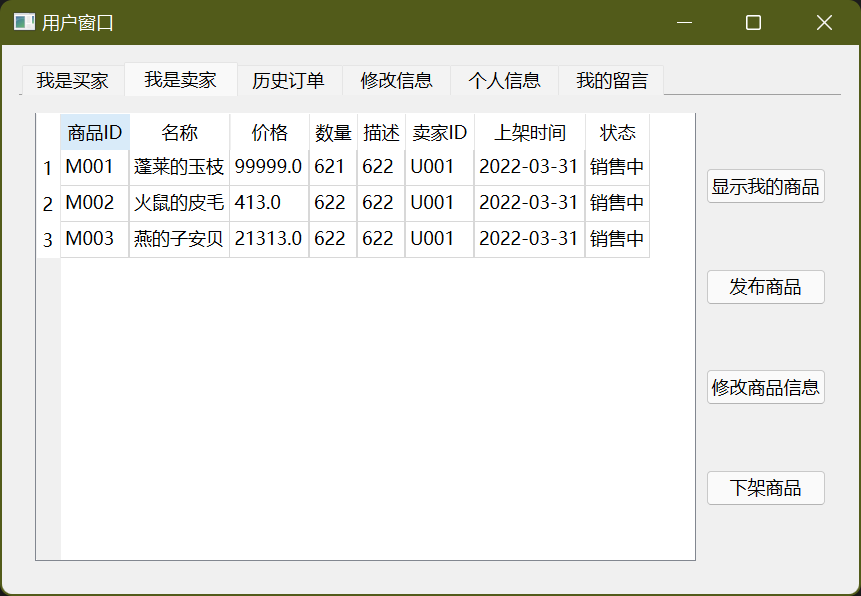 用户窗口
我是买家 我是卖家 历史订单 修改信息 个人信息 我的留言
商品ID 名称 价格 数量 描述 卖家ID 上架时间 状态
1 M001 蓬莱的玉枝 99999.0 621 622 U001 2022-03-31 销售中
2 M002 火鼠的皮毛 413.0 622 622 U001 2022-03-31 销售中
3 M003 燕的子安贝 21313.0 622 622 U001 2022-03-31 销售中
显示我的商品
发布商品
修改商品信息
下架商品